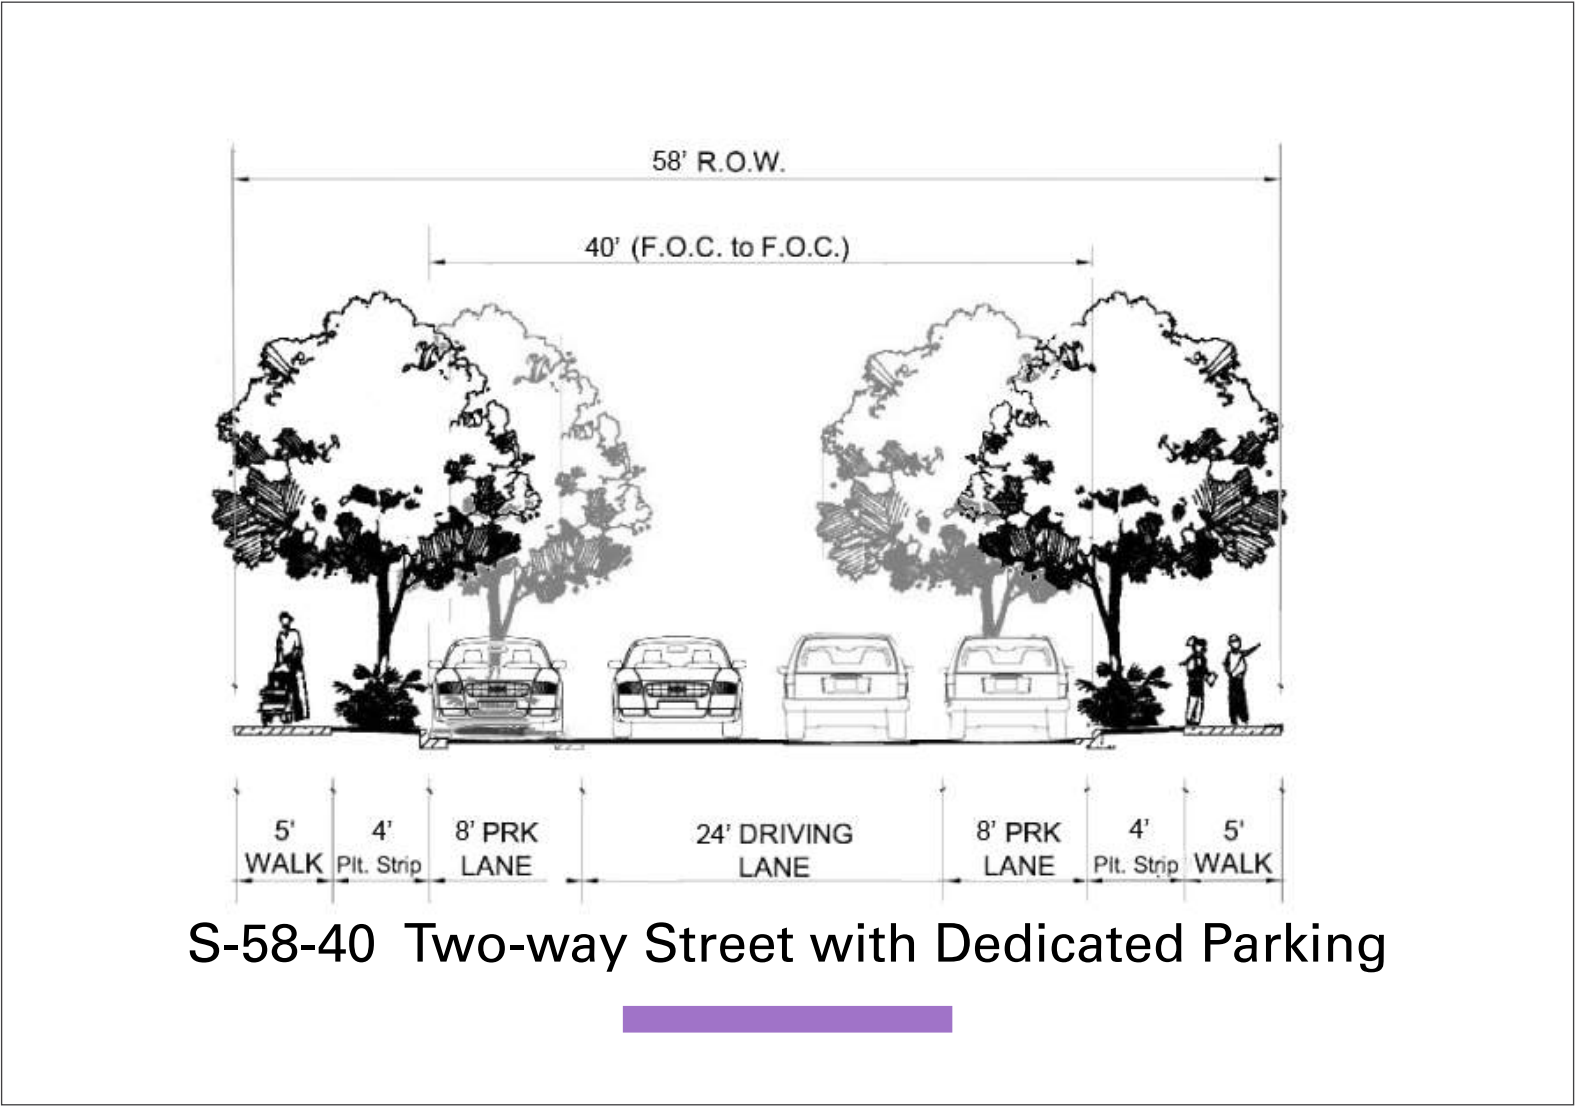 58' R.O.W.
40' (F.O.C. to F.O.C.)
5' 4' 8' PRK 24' DRIVING 8' PRK 4' 5'
WALK Plt. Strip LANE LANE LANE Plt. Strip WALK
S-58-40 Two-way Street with Dedicated Parking